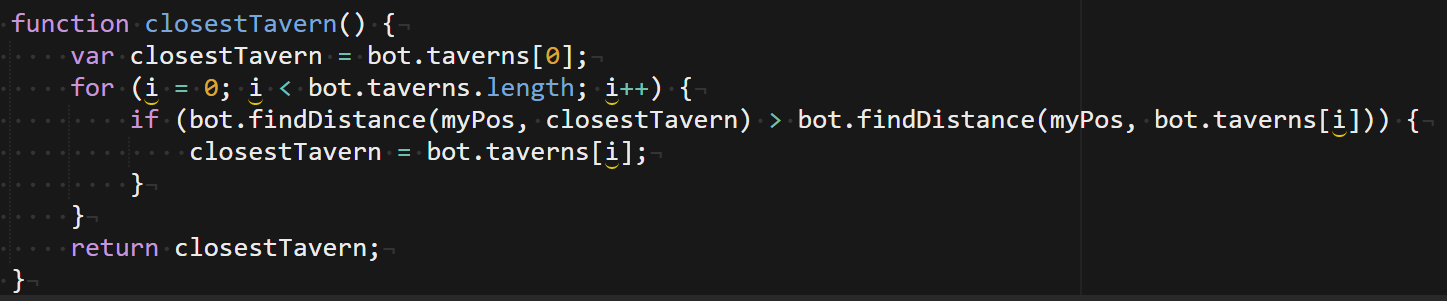 function closestTavern() {
    var closestTavern = bot.taverns[0];
    for (i = 0; i < bot.taverns.length; i++) {
        if (bot.findDistance(myPos, closestTavern) > bot.findDistance(myPos, bot.taverns[i])) {
            closestTavern = bot.taverns[i];
        }
    }
    return closestTavern;
}